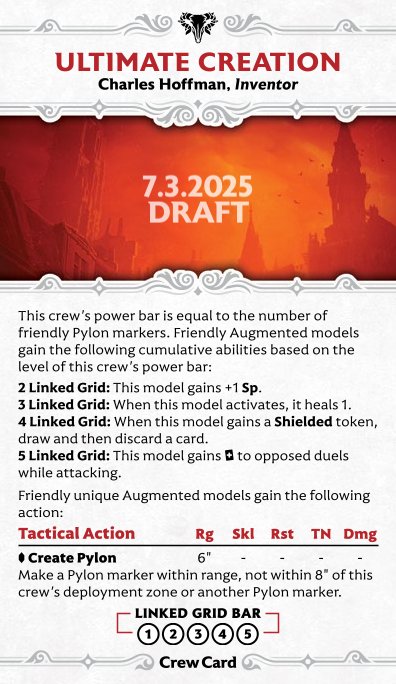 ULTIMATE CREATION
Charles Hoffman, Inventor
7.3.2025
DRAFT
This crew's power bar is equal to the number of
friendly Pylon markers. Friendly Augmented models
gain the following cumulative abilities based on the
level of this crew's power bar:
2 Linked Grid: This model gains +1 Sp.
3 Linked Grid: When this model activates, it heals 1.
4 Linked Grid: When this model gains a Shielded token,
draw and then discard a card.
5 Linked Grid: This model gains to opposed duels
while attacking.
Friendly unique Augmented models gain the following
action:
Tactical Action Rg Skl Rst TN Dmg
Create Pylon 6" - - - -
Make a Pylon marker within range, not within 8" of this
crew's deployment zone or another Pylon marker.
LINKED GRID BAR
1 2 3 4 5
Crew Card